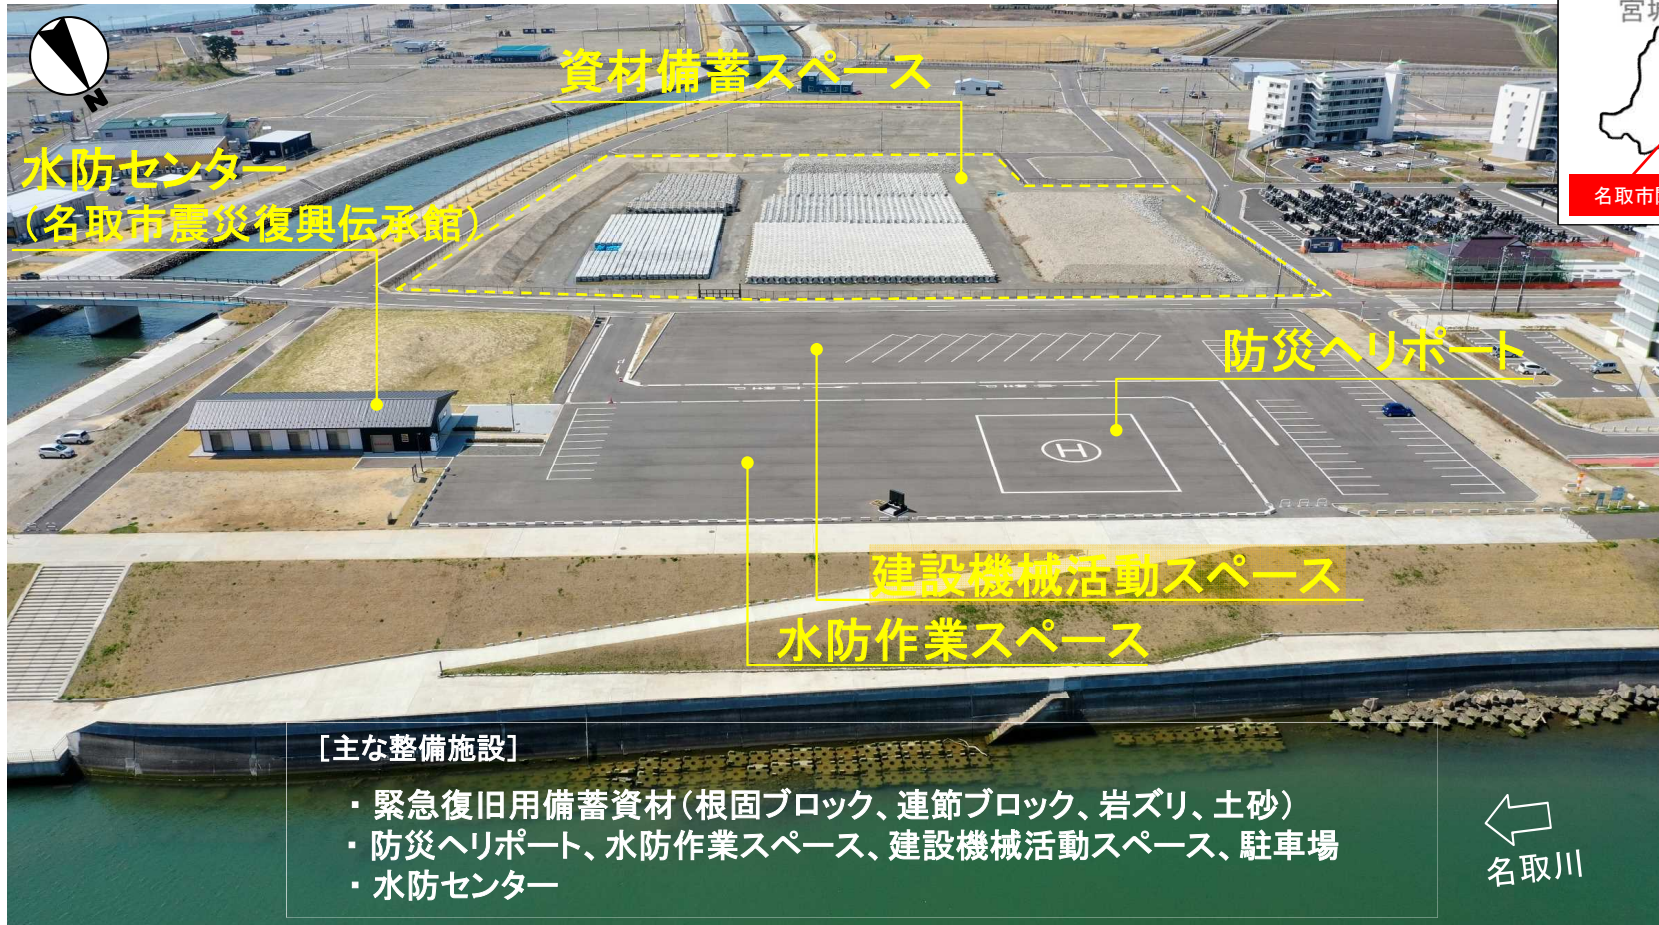 N
資材備蓄スペース
宮城
名取市閖
水防センター
（名取市震災復興伝承館）
防災ヘリポート
H
建設機械活動スペース
水防作業スペース
［主な整備施設］
・緊急復旧用備蓄資材（根固ブロック、連節ブロック、岩ズリ、土砂）
・防災ヘリポート、水防作業スペース、建設機械活動スペース、駐車場
・水防センター
名取川